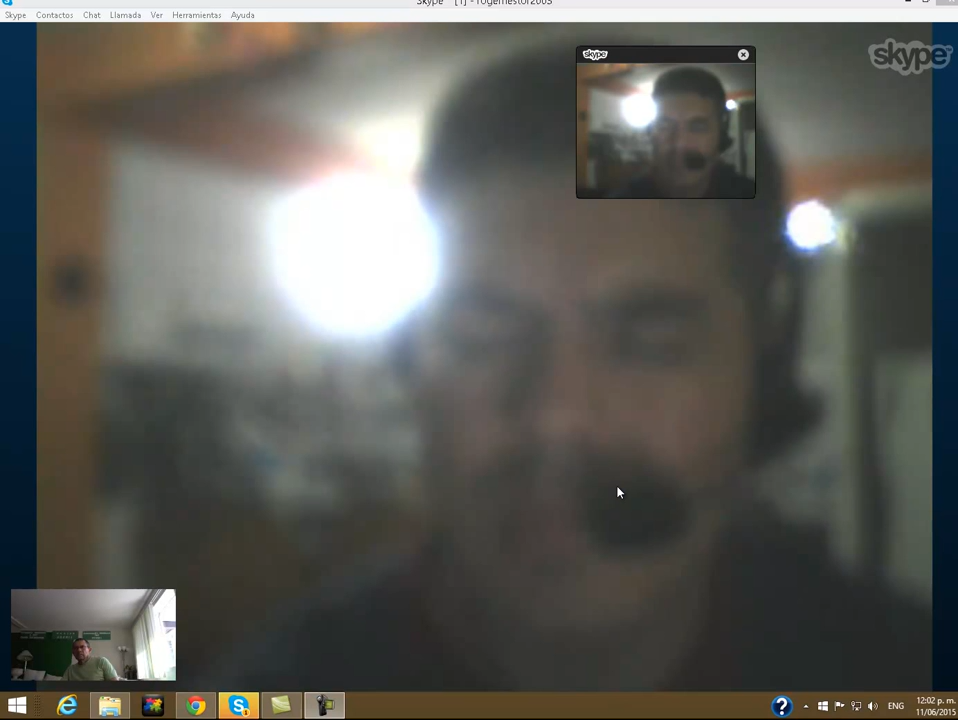 Skype Contactos Chat Llamada Ver Herramientas Ayuda
skype
skype
ENG
12:02 p. m.
11/06/2015